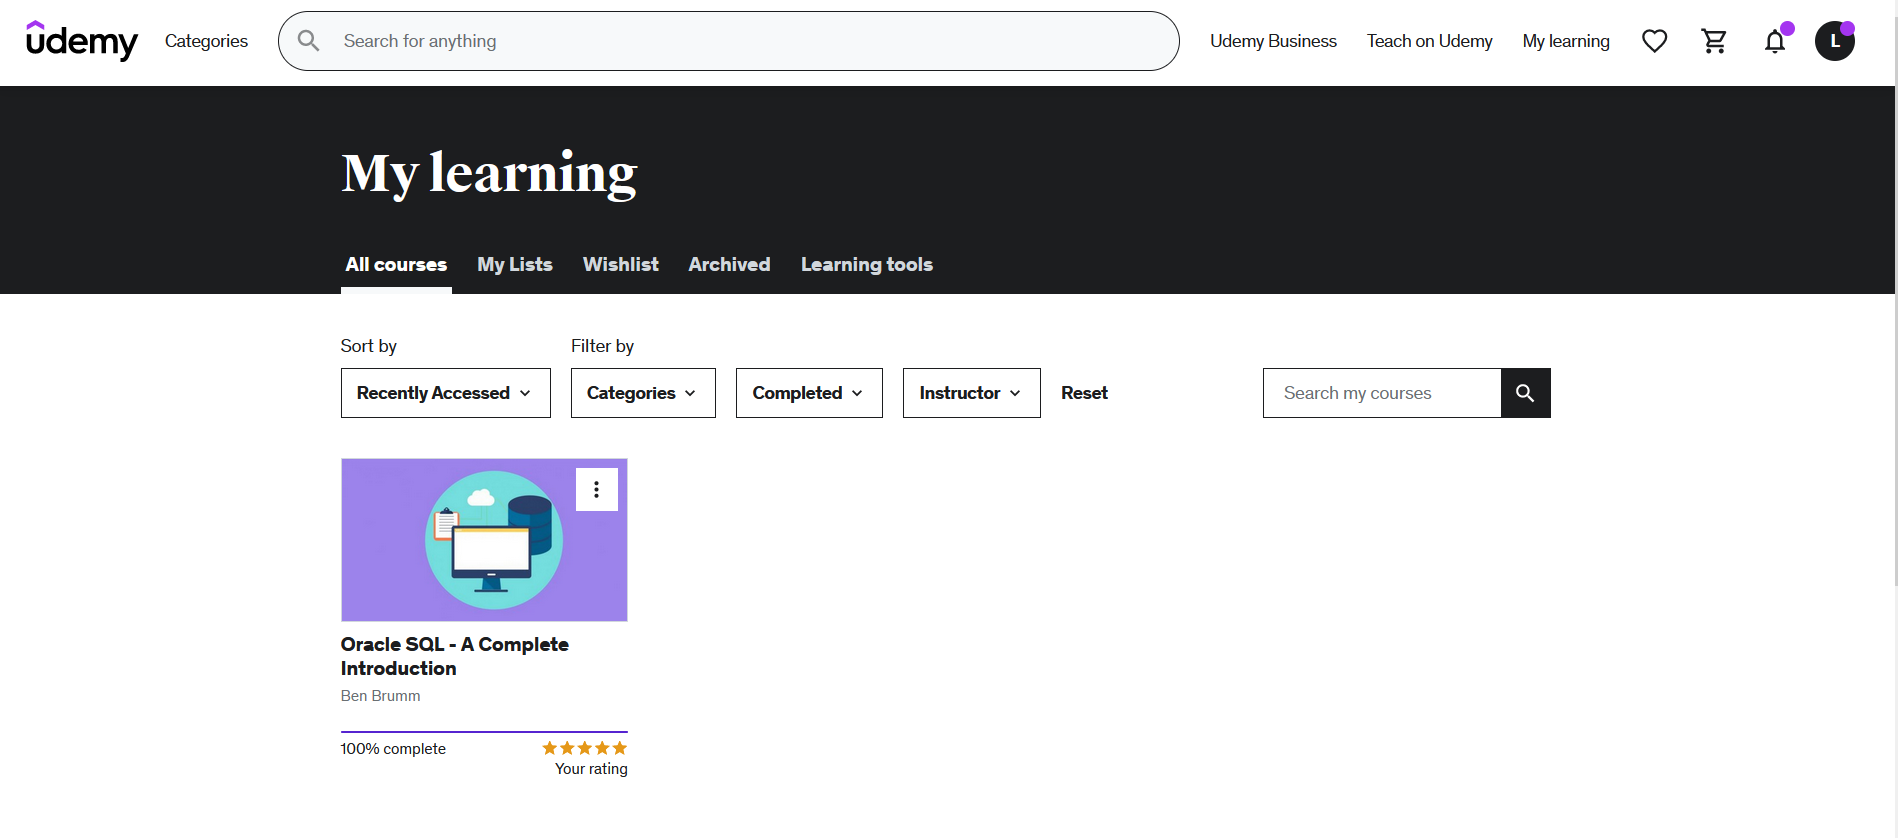 udemy
Categories
Search for anything
Udemy Business
Teach on Udemy
My learning
L
My learning
All courses
My Lists
Wishlist
Archived
Learning tools
Sort by
Filter by
Recently Accessed
Categories
Completed
Instructor
Reset
Search my courses
Oracle SQL - A Complete
Introduction
Ben Brumm
100% complete
Your rating